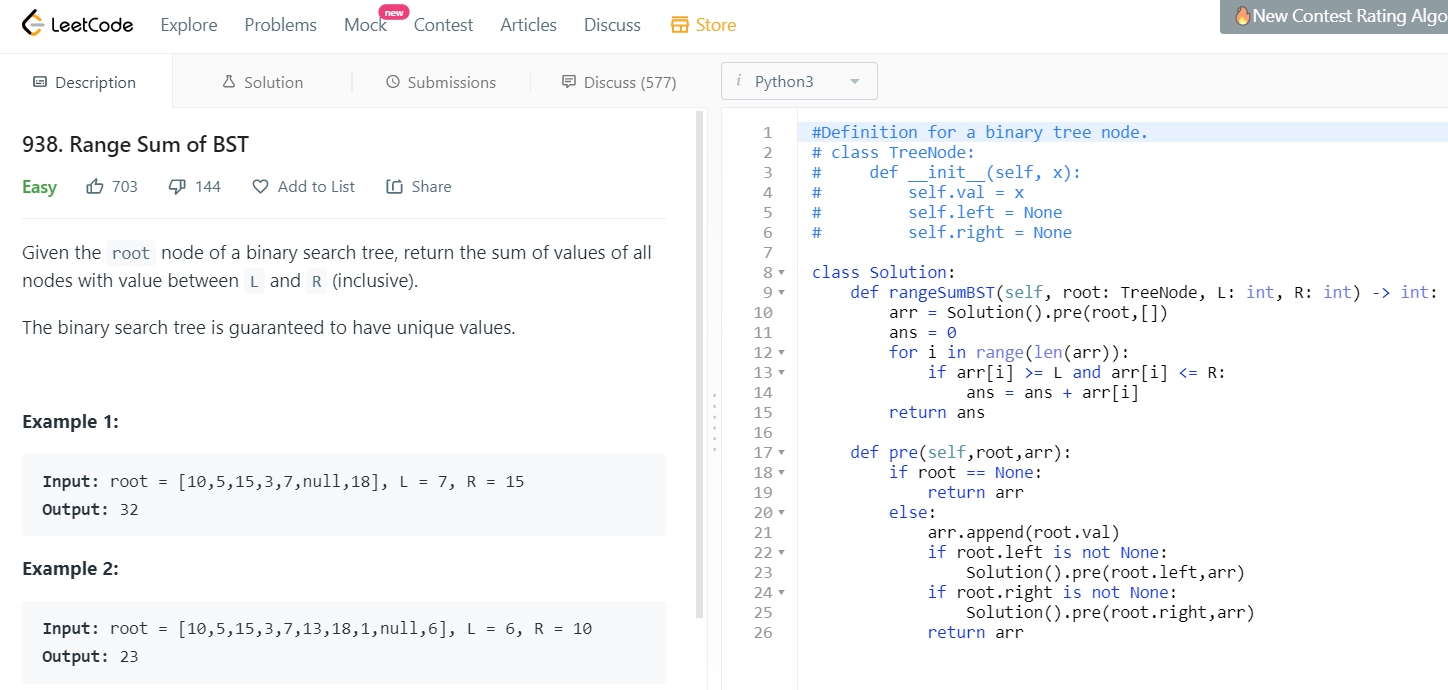 LeetCode Explore Problems Mock new Contest Articles Discuss Store
New Contest Rating Algo
Description Solution Submissions Discuss (577) i Python3
938. Range Sum of BST
Easy 703 144 Add to List Share
Given the root node of a binary search tree, return the sum of values of all
nodes with value between L and R (inclusive).
The binary search tree is guaranteed to have unique values.
Example 1:
Input: root = [10,5,15,3,7,null,18], L = 7, R = 15
Output: 32
Example 2:
Input: root = [10,5,15,3,7,13,18,1,null,6], L = 6, R = 10
Output: 23
1 #Definition for a binary tree node.
2 # class TreeNode:
3 #     def __init__(self, x):
4 #         self.val = x
5 #         self.left = None
6 #         self.right = None
7
8 class Solution:
9     def rangeSumBST(self, root: TreeNode, L: int, R: int) -> int:
10         arr = Solution().pre(root,[])
11         ans = 0
12         for i in range(len(arr)):
13             if arr[i] >= L and arr[i] <= R:
14                 ans = ans + arr[i]
15         return ans
16
17     def pre(self,root,arr):
18         if root == None:
19             return arr
20         else:
21             arr.append(root.val)
22             if root.left is not None:
23                 Solution().pre(root.left,arr)
24             if root.right is not None:
25                 Solution().pre(root.right,arr)
26             return arr